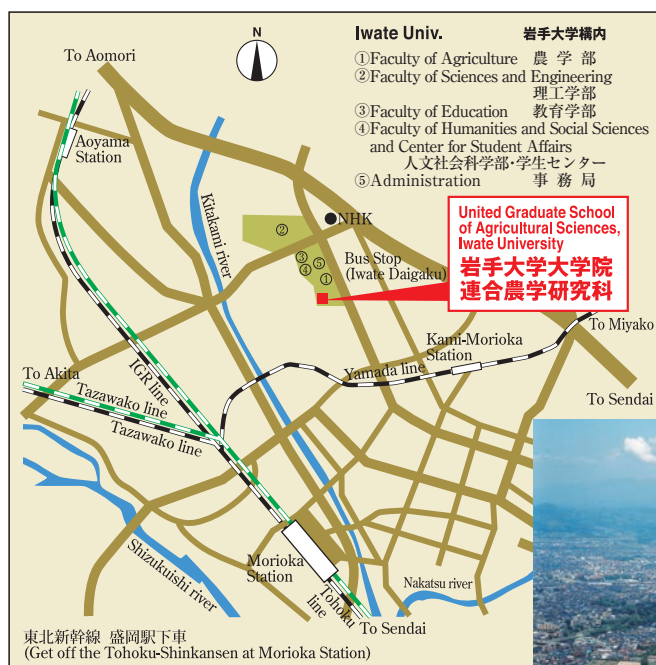 Iwate Univ. 岩手大学構内
①Faculty of Agriculture 農 学 部
②Faculty of Sciences and Engineering
理工学部
③Faculty of Education 教育学部
④Faculty of Humanities and Social Sciences
and Center for Student Affairs
人文社会科学部・学生センター
⑤Administration 事 務 局
N
To Aomori
Aoyama
Station
Kitakami river
②
NHK
③
④
⑤
①
Bus Stop
(Iwate Daigaku)
United Graduate School
of Agricultural Sciences,
Iwate University
岩手大学大学院
連合農学研究科
To Miyako
Kami-Morioka
Station
Yamada line
To Sendai
To Akita
IGR line
Tazawako line
Tazawako line
Shizukuishi river
Morioka
Station
Tohoku
line
Nakatsu river
To Sendai
東北新幹線 盛岡駅下車
(Get off the Tohoku-Shinkansen at Morioka Station)